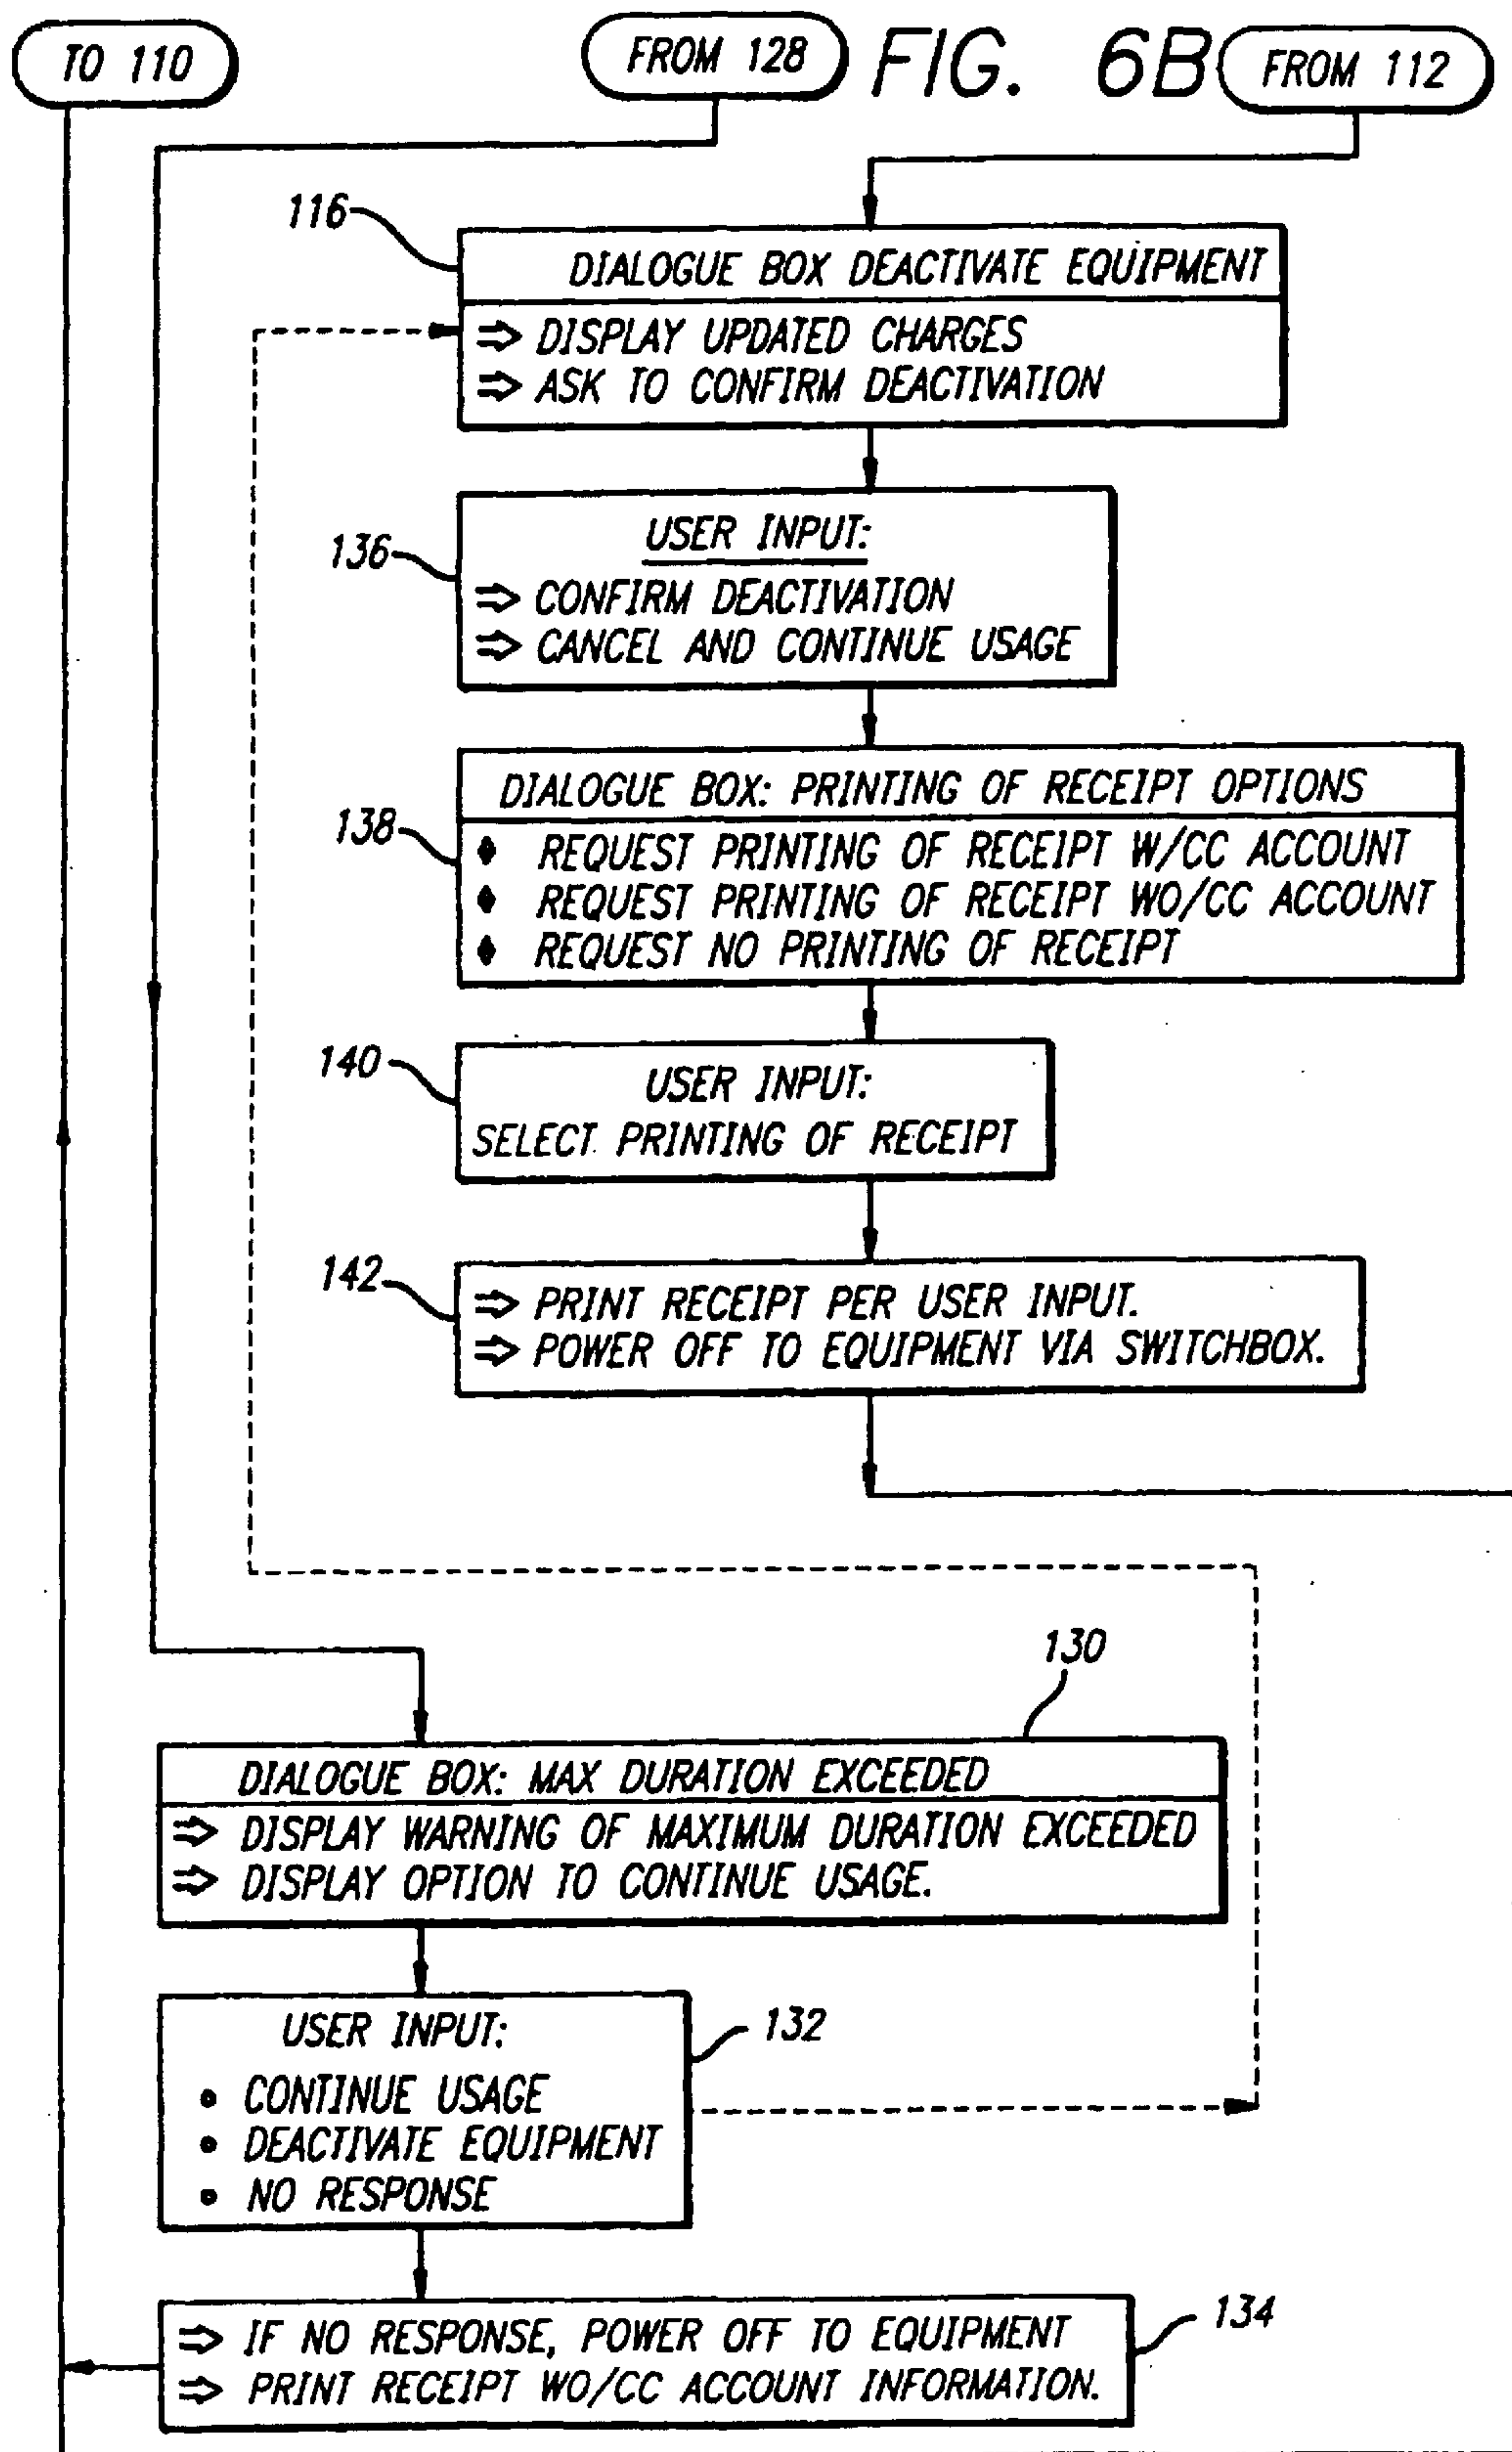 TO 110
FROM 128
FIG. 6B
FROM 112
116
DIALOGUE BOX DEACTIVATE EQUIPMENT
⇒ DISPLAY UPDATED CHARGES
⇒ ASK TO CONFIRM DEACTIVATION
136
USER INPUT:
⇒ CONFIRM DEACTIVATION
⇒ CANCEL AND CONTINUE USAGE
DIALOGUE BOX: PRINTING OF RECEIPT OPTIONS
138
♦ REQUEST PRINTING OF RECEIPT W/CC ACCOUNT
♦ REQUEST PRINTING OF RECEIPT WO/CC ACCOUNT
♦ REQUEST NO PRINTING OF RECEIPT
140
USER INPUT:
SELECT PRINTING OF RECEIPT
142
⇒ PRINT RECEIPT PER USER INPUT.
⇒ POWER OFF TO EQUIPMENT VIA SWITCHBOX.
130
DIALOGUE BOX: MAX DURATION EXCEEDED
⇒ DISPLAY WARNING OF MAXIMUM DURATION EXCEEDED
⇒ DISPLAY OPTION TO CONTINUE USAGE.
USER INPUT:
132
• CONTINUE USAGE
• DEACTIVATE EQUIPMENT
• NO RESPONSE
134
⇒ IF NO RESPONSE, POWER OFF TO EQUIPMENT
⇒ PRINT RECEIPT WO/CC ACCOUNT INFORMATION.